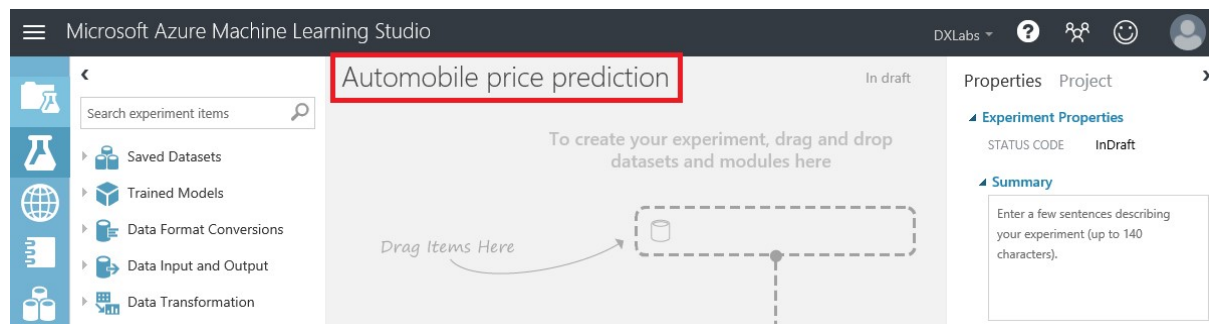 Microsoft Azure Machine Learning Studio
DXLabs
?
Search experiment items
Saved Datasets
Trained Models
Data Format Conversions
Data Input and Output
Data Transformation
Automobile price prediction
In draft
To create your experiment, drag and drop
datasets and modules here
Drag Items Here
Properties Project
Experiment Properties
STATUS CODE InDraft
Summary
Enter a few sentences describing
your experiment (up to 140
characters).